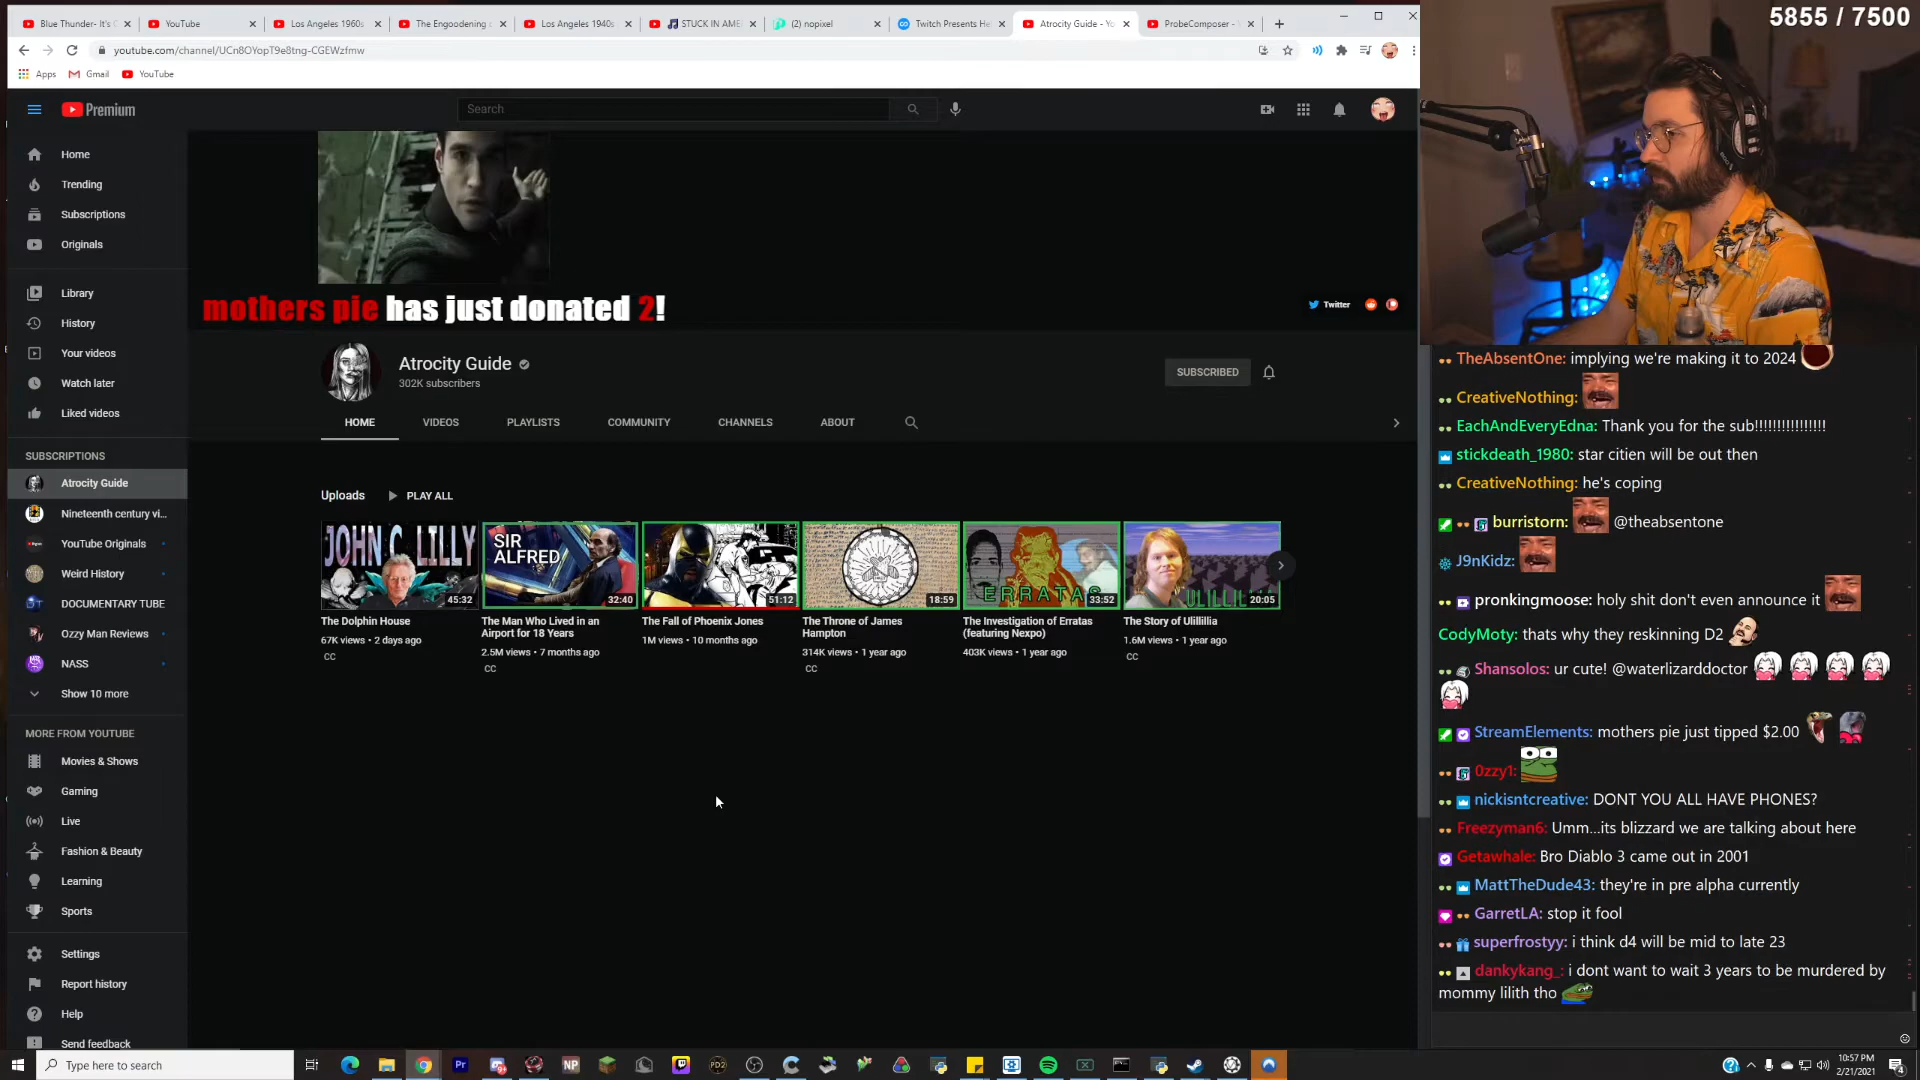 Blue Thunder- It's C
YouTube
Los Angeles 1960s
The Engoodening o
Los Angeles 1940s
STUCK IN AME
(2) nopixel
Twitch Presents He
Atrocity Guide - Yo
ProbeComposer - Y
5855 / 7500
youtube.com/channel/UCn8OYopT9e8tng-CGEWzfmw
Apps
Gmail
YouTube
Premium
Search
Home
Trending
Subscriptions
Originals
Library
History
Your videos
Watch later
Liked videos
SUBSCRIPTIONS
Atrocity Guide
Nineteenth century vi...
YouTube Originals
Weird History
DOCUMENTARY TUBE
Ozzy Man Reviews
NASS
Show 10 more
MORE FROM YOUTUBE
Movies & Shows
Gaming
Live
Fashion & Beauty
Learning
Sports
Settings
Report history
Help
Send feedback
mothers pie has just donated 2!
Twitter
Atrocity Guide
302K subscribers
SUBSCRIBED
HOME
VIDEOS
PLAYLISTS
COMMUNITY
CHANNELS
ABOUT
Uploads
PLAY ALL
JOHN C. LILLY
45:32
The Dolphin House
67K views • 2 days ago
CC
SIR
ALFRED
32:40
The Man Who Lived in an
Airport for 18 Years
2.5M views • 7 months ago
CC
51:12
The Fall of Phoenix Jones
1M views • 10 months ago
18:59
The Throne of James
Hampton
314K views • 1 year ago
CC
ERRATAS
33:52
The Investigation of Erratas
(featuring Nexpo)
403K views • 1 year ago
ULILLILLIA
20:05
The Story of Ulillillia
1.6M views • 1 year ago
CC
TheAbsentOne: implying we're making it to 2024
CreativeNothing:
EachAndEveryEdna: Thank you for the sub!!!!!!!!!!!!!!!!
stickdeath_1980: star citien will be out then
CreativeNothing: he's coping
burristorn: @theabsentone
J9nKidz:
pronkingmoose: holy shit don't even announce it
CodyMoty: thats why they reskinning D2
Shansolos: ur cute! @waterlizarddoctor
StreamElements: mothers pie just tipped $2.00
0zzy1:
nickisntcreative: DONT YOU ALL HAVE PHONES?
Freezyman6: Umm...its blizzard we are talking about here
Getawhale: Bro Diablo 3 came out in 2001
MattTheDude43: they're in pre alpha currently
GarretLA: stop it fool
superfrostyy: i think d4 will be mid to late 23
dankykang_: i dont want to wait 3 years to be murdered by
mommy lilith tho
Type here to search
Pr
NP
PD2
10:57 PM
2/21/2021